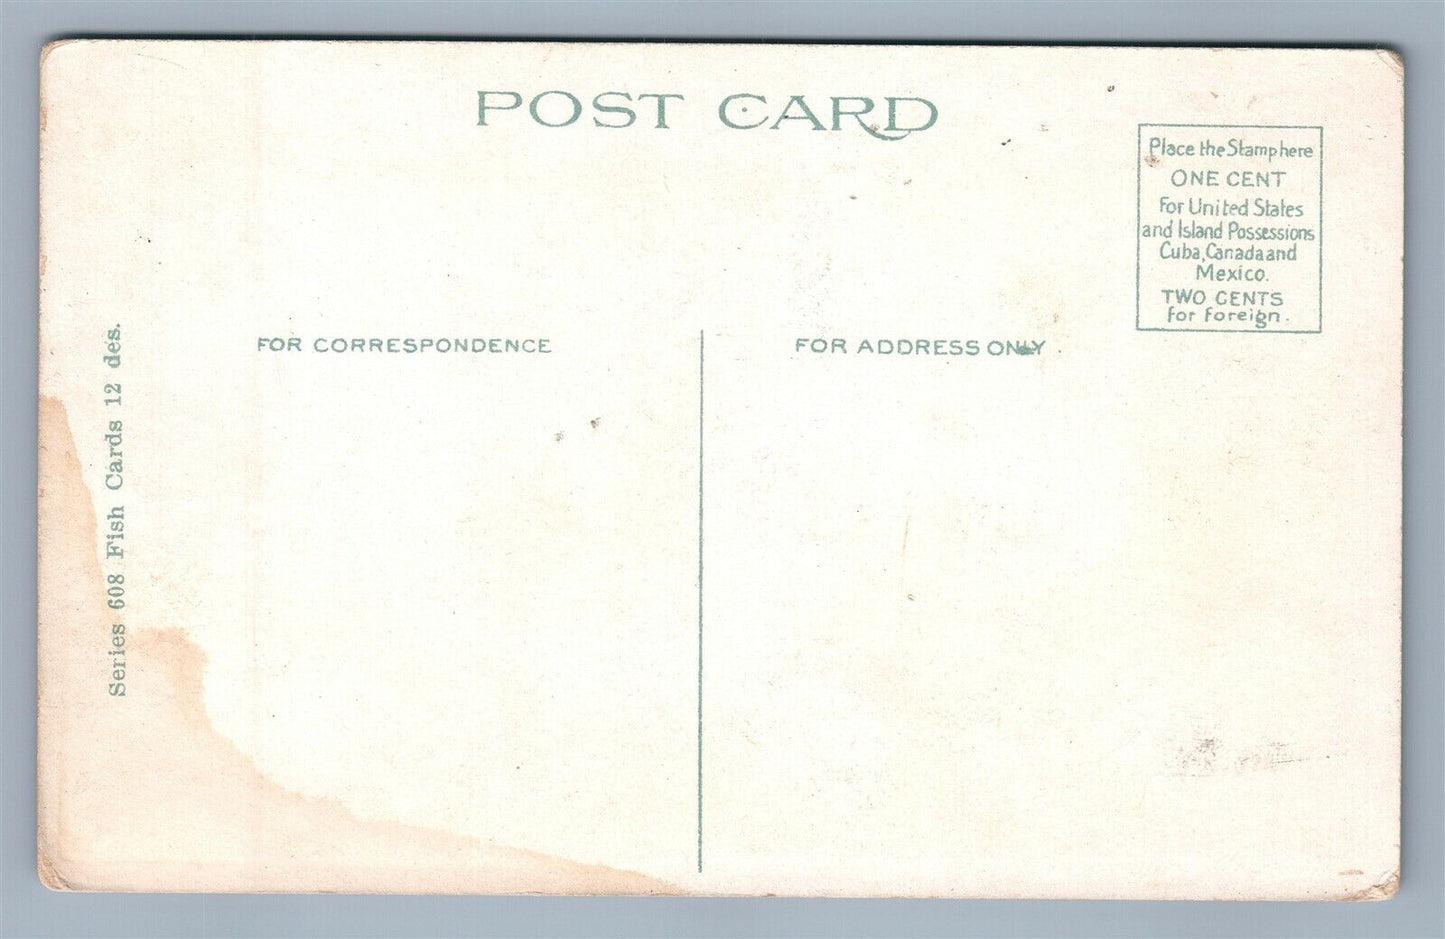 POST CARD
Place the Stamp here
ONE CENT
For United States
and Island Possessions
Cuba, Canada and
Mexico.
TWO CENTS
for Foreign.
FOR CORRESPONDENCE
FOR ADDRESS ONLY
Series 608 Fish Cards 12 des.